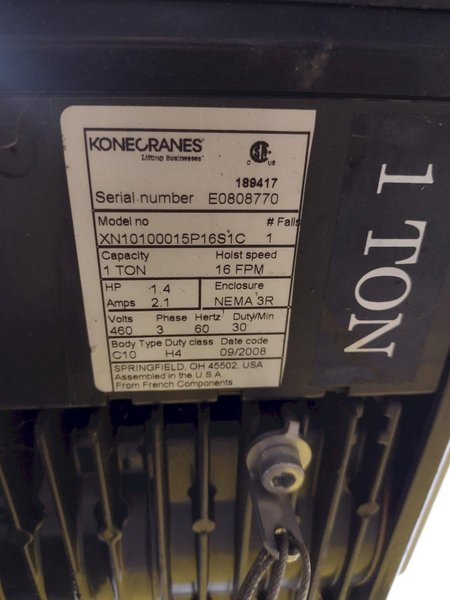 KONECRANES®
Lifting Businesses™
C US
189417
Serial number E0808770
Model no # Falls
XN10100015P16S1C 1
Capacity Hoist speed
1 TON 16 FPM
HP 1.4 Enclosure
Amps 2.1 NEMA 3R
Volts Phase Hertz Duty/Min
460 3 60 30
Body Type Duty class Date code
C10 H4 09/2008
SPRINGFIELD, OH 45502, USA
Assembled in the U.S.A
From French Components
1 TON